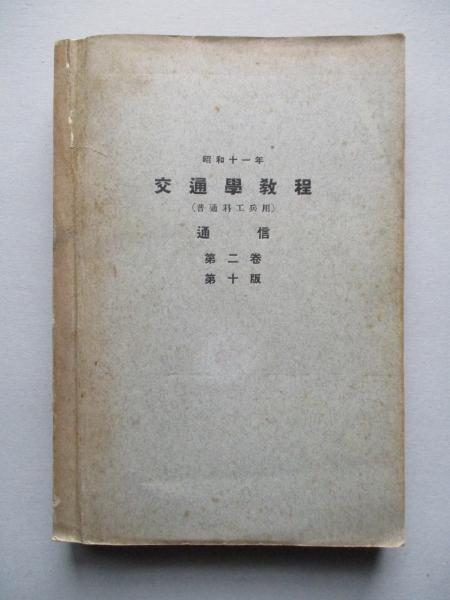 昭和十一年
交通學教程
(普通科工兵用)
通信
第二卷
第十版